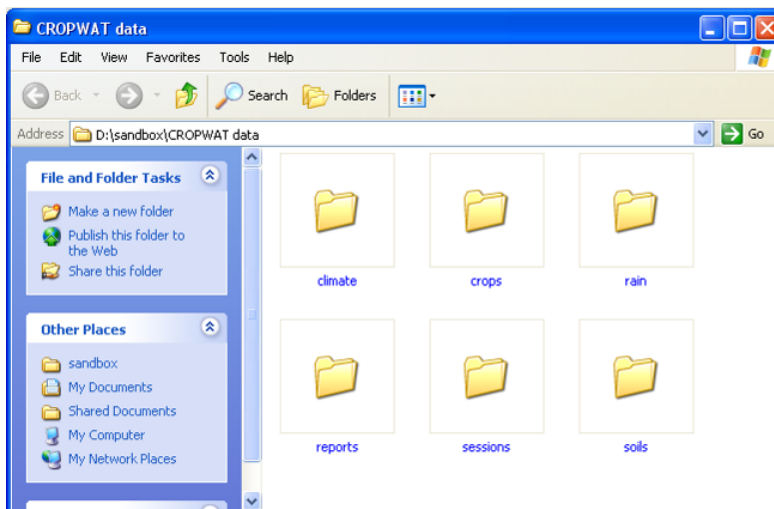 CROPWAT data
File Edit View Favorites Tools Help
Back Search Folders
Address D:\sandbox\CROPWAT data Go
File and Folder Tasks
Make a new folder
Publish this folder to
the Web
Share this folder
Other Places
sandbox
My Documents
Shared Documents
My Computer
My Network Places
climate crops rain
reports sessions soils